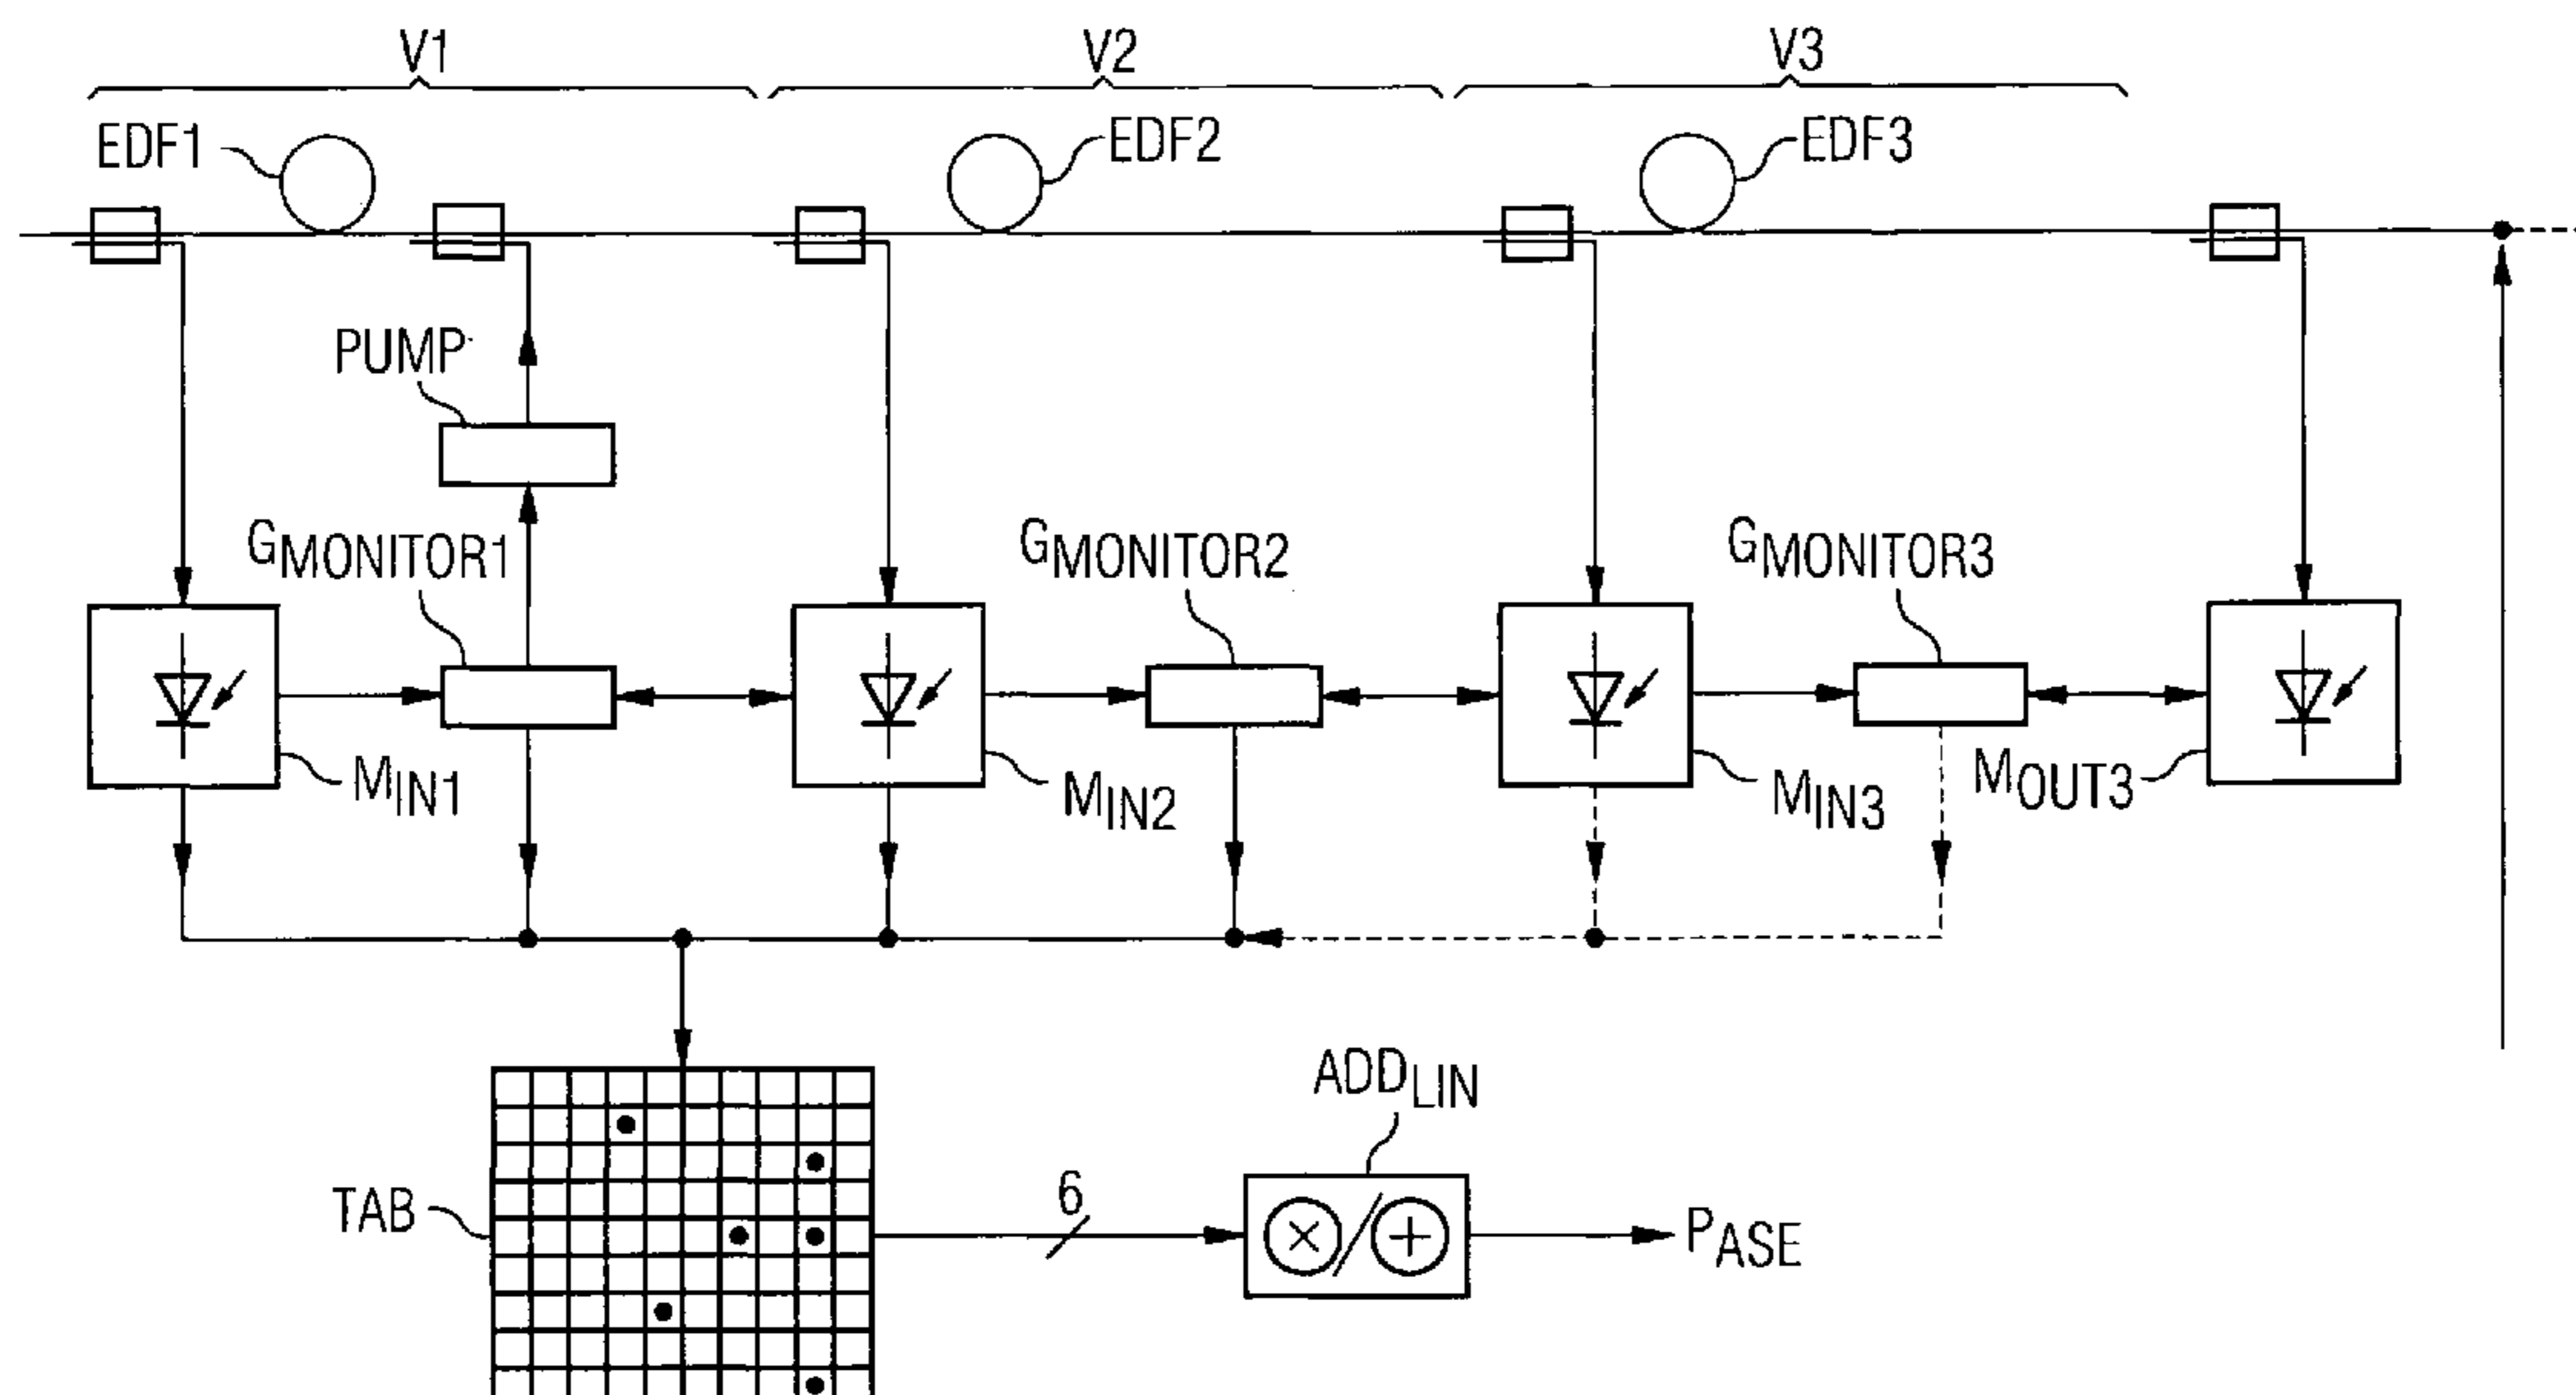 V1 V2 V3
EDF1 EDF2 EDF3
PUMP
GMONITOR1 GMONITOR2 GMONITOR3
MIN1 MIN2 MIN3 MOUT3
ADDLIN
TAB 6 PASE